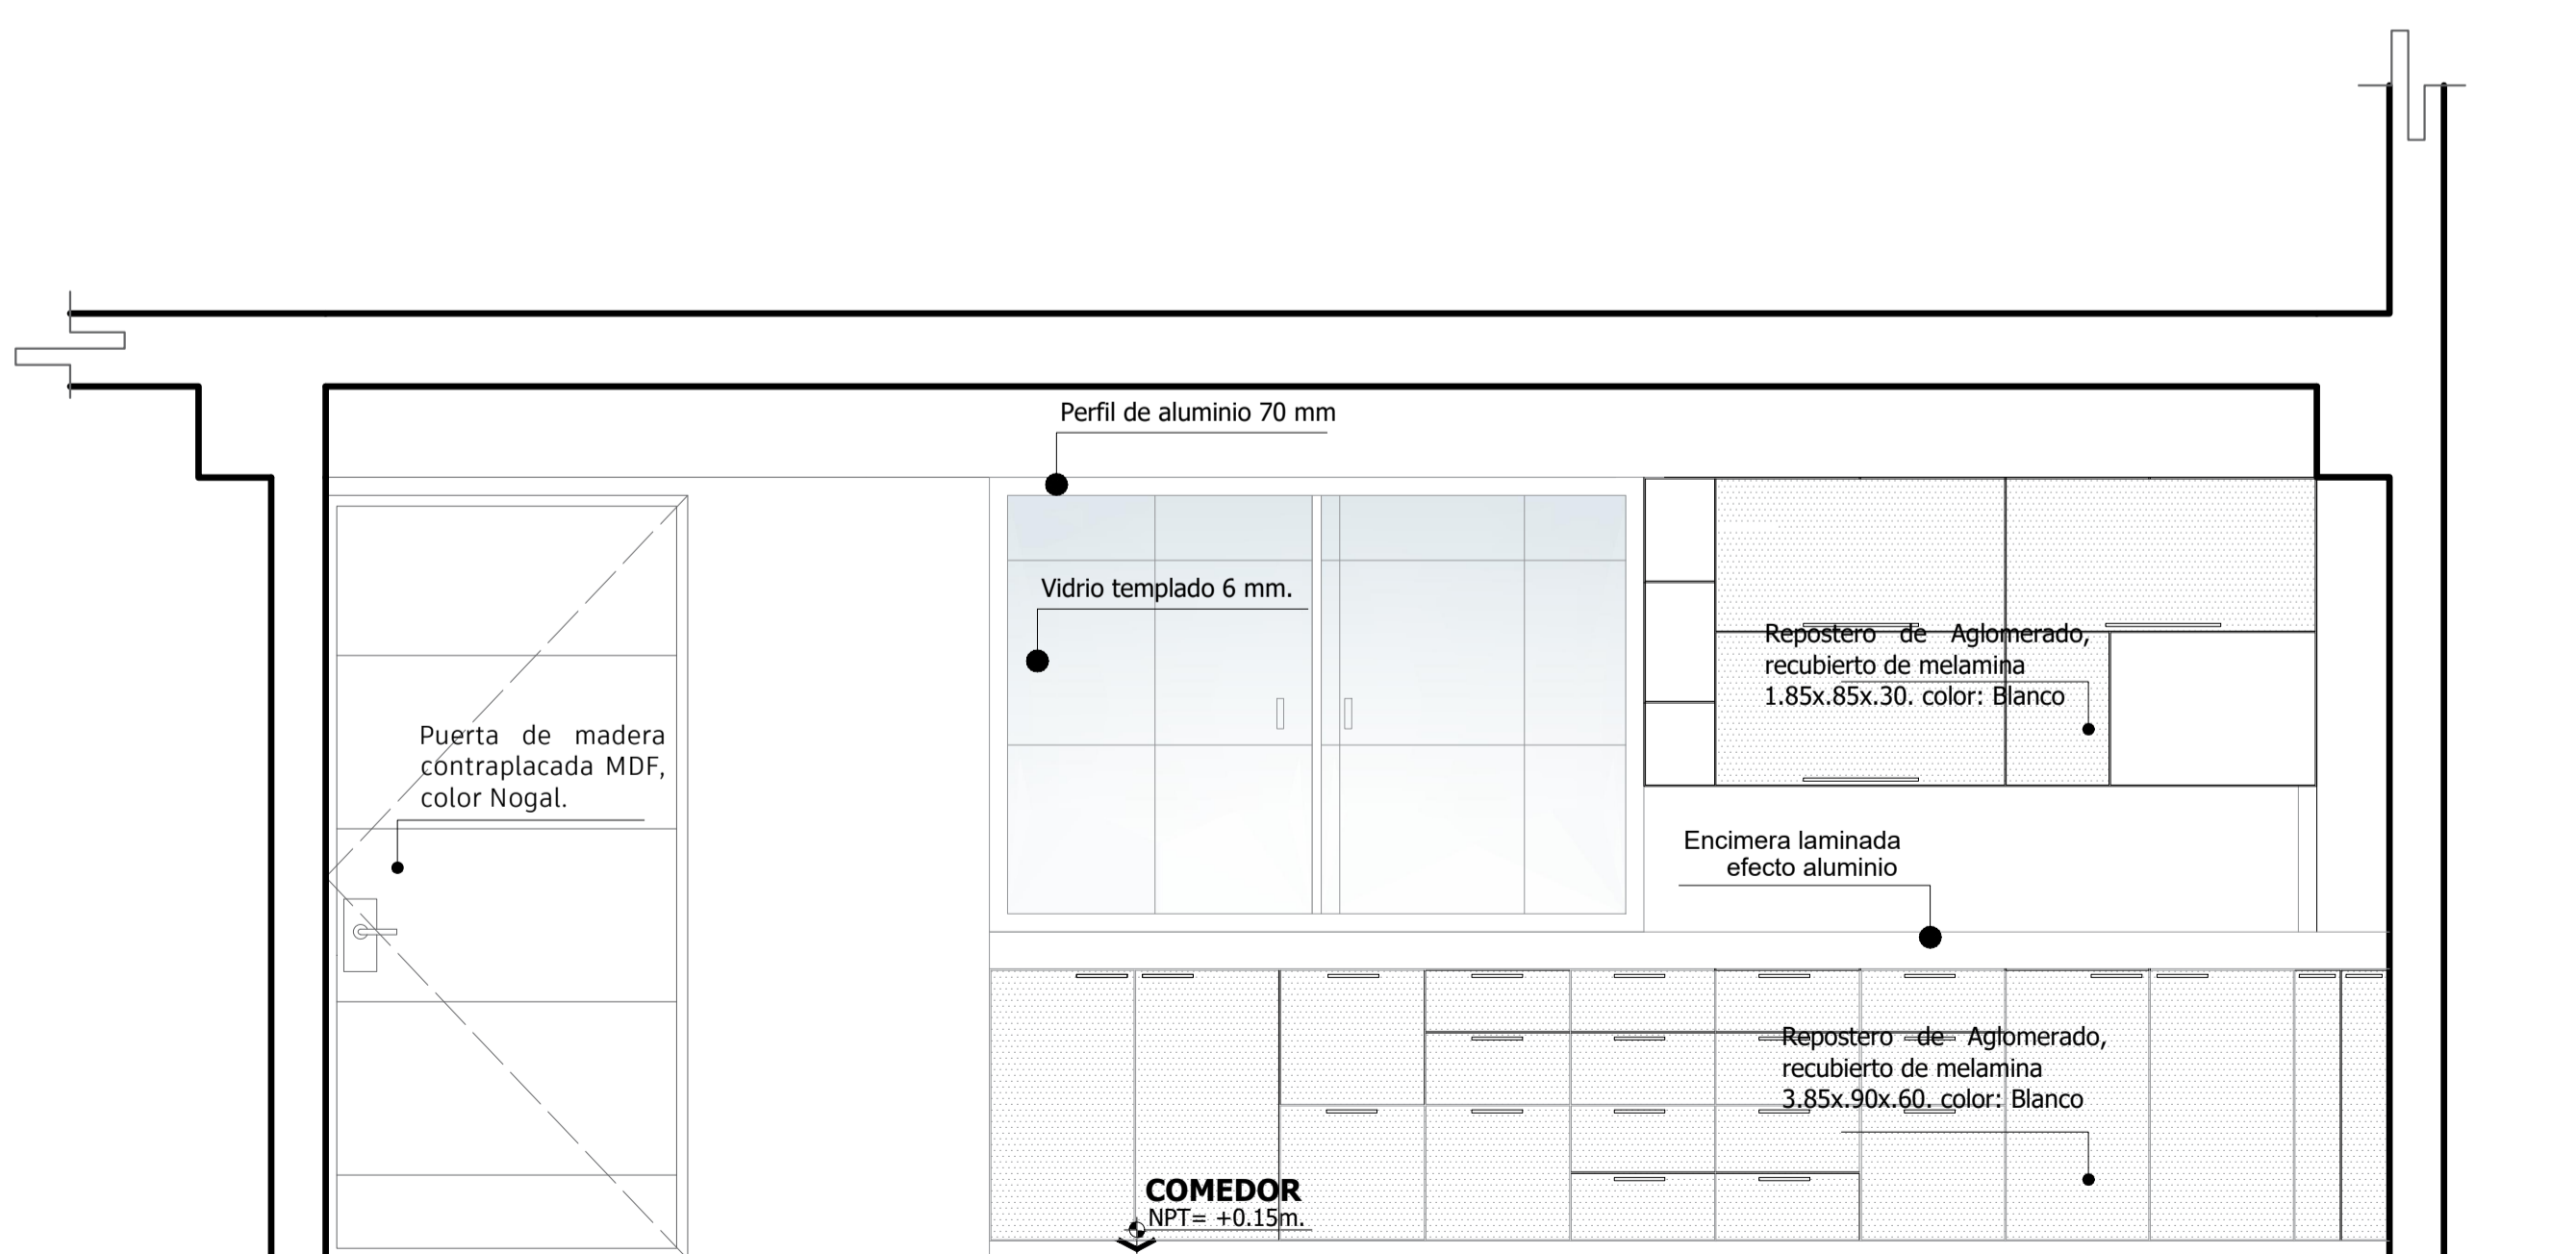 Perfil de aluminio 70 mm
Vidrio templado 6 mm.
Repostero de Aglomerado,
recubierto de melamina
1.85x.85x.30. color: Blanco
Puerta de madera
contraplacada MDF,
color Nogal.
Encimera laminada
efecto aluminio
Repostero de Aglomerado,
recubierto de melamina
3.85x.90x.60. color: Blanco
COMEDOR
NPT= +0.15m.